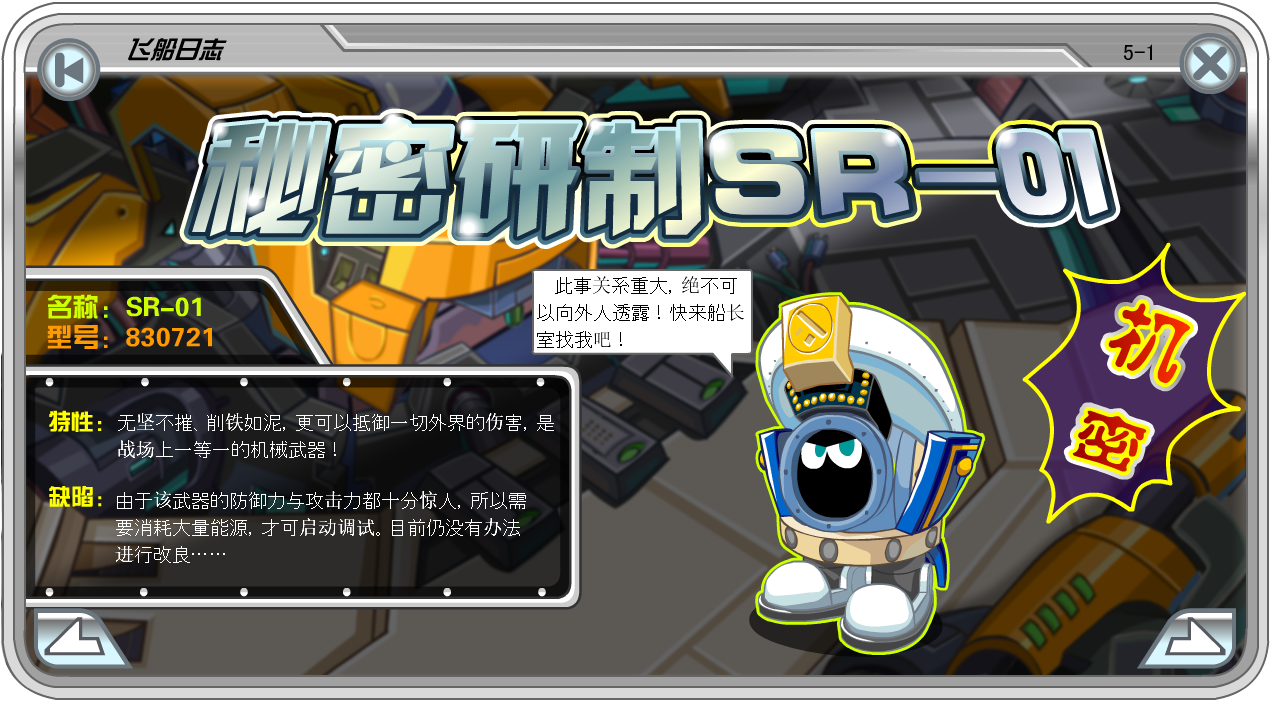 飞船日志
5-1
秘密研制SR-01
名称：SR-01
型号：830721
此事关系重大，绝不可
以向外人透露！快来船长
室找我吧！
机
密
特性：无坚不摧、削铁如泥，更可以抵御一切外界的伤害，是
战场上一等一的机械武器！
缺陷：由于该武器的防御力与攻击力都十分惊人，所以需
要消耗大量能源，才可启动调试。目前仍没有办法
进行改良……